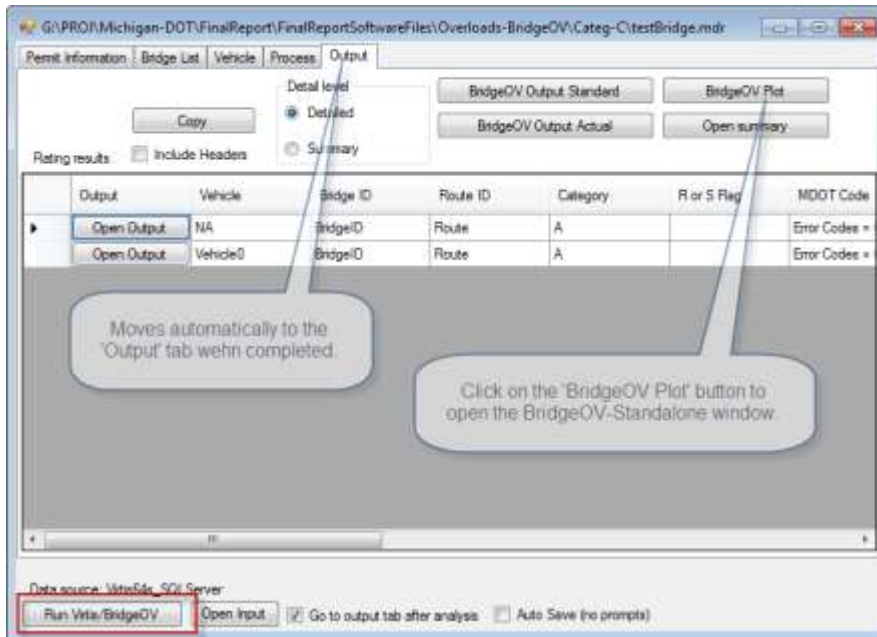 G:\PROJ\Michigan-DOT\FinalReport\FinalReportSoftwareFiles\Overloads-BridgeOV\Categ-C\testBridge.mdr
Permit Information Bridge List Vehicle Process Output
Detail level
Detailed
Summary
BridgeOV Output Standard BridgeOV Plot
Copy
BridgeOV Output Actual Open summary
Rating results Include Headers
Output Vehicle Bridge ID Route ID Category R or S Flag MDOT Code
Open Output NA BridgeID Route A Error Codes =
Open Output Vehicle0 BridgeID Route A Error Codes =
Moves automatically to the
'Output' tab wehn completed.
Click on the 'BridgeOV Plot' button to
open the BridgeOV-Standalone window.
Data source: Server
Run Virtis/BridgeOV Open Input Go to output tab after analysis Auto Save (no prompts)